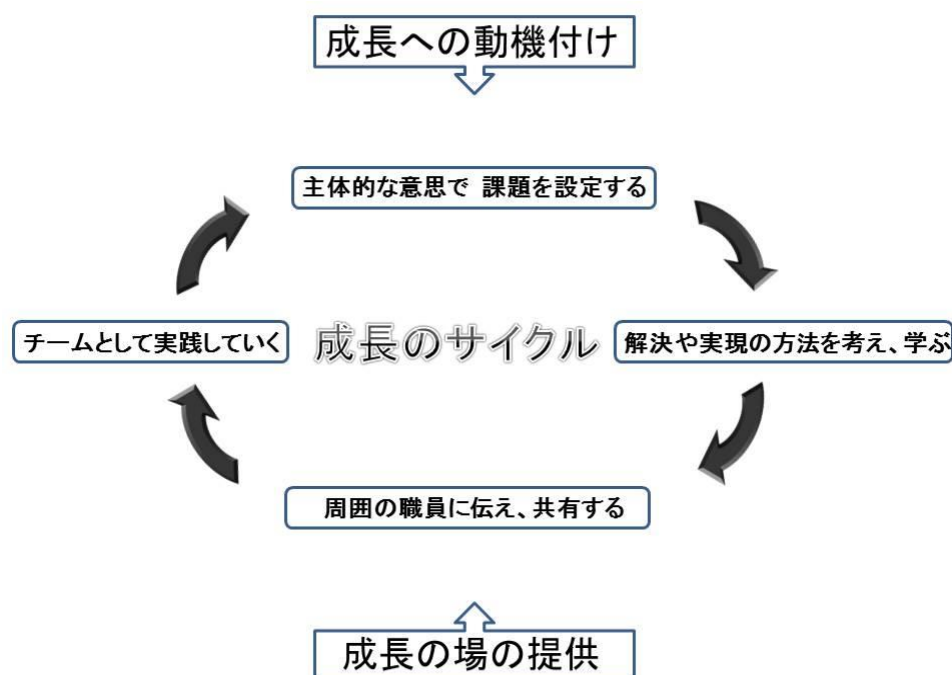 成長への動機付け
主体的な意思で 課題を設定する
チームとして実践していく
成長のサイクル
解決や実現の方法を考え、学ぶ
周囲の職員に伝え、共有する
成長の場の提供